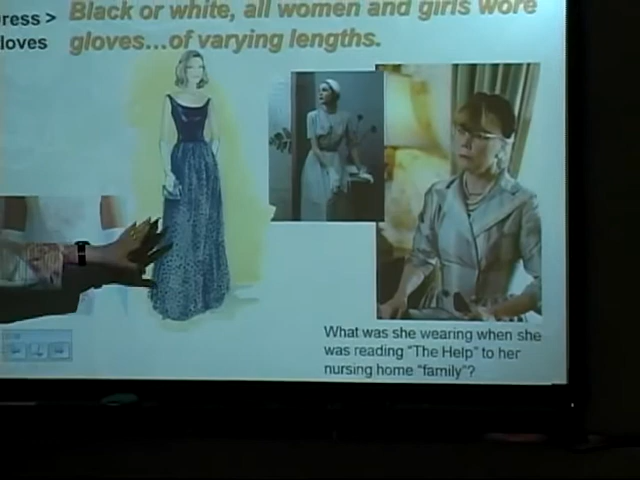 ress > Black or white, all women and girls wore
loves gloves...of varying lengths.
What was she wearing when she
was reading “The Help” to her
nursing home “family”?